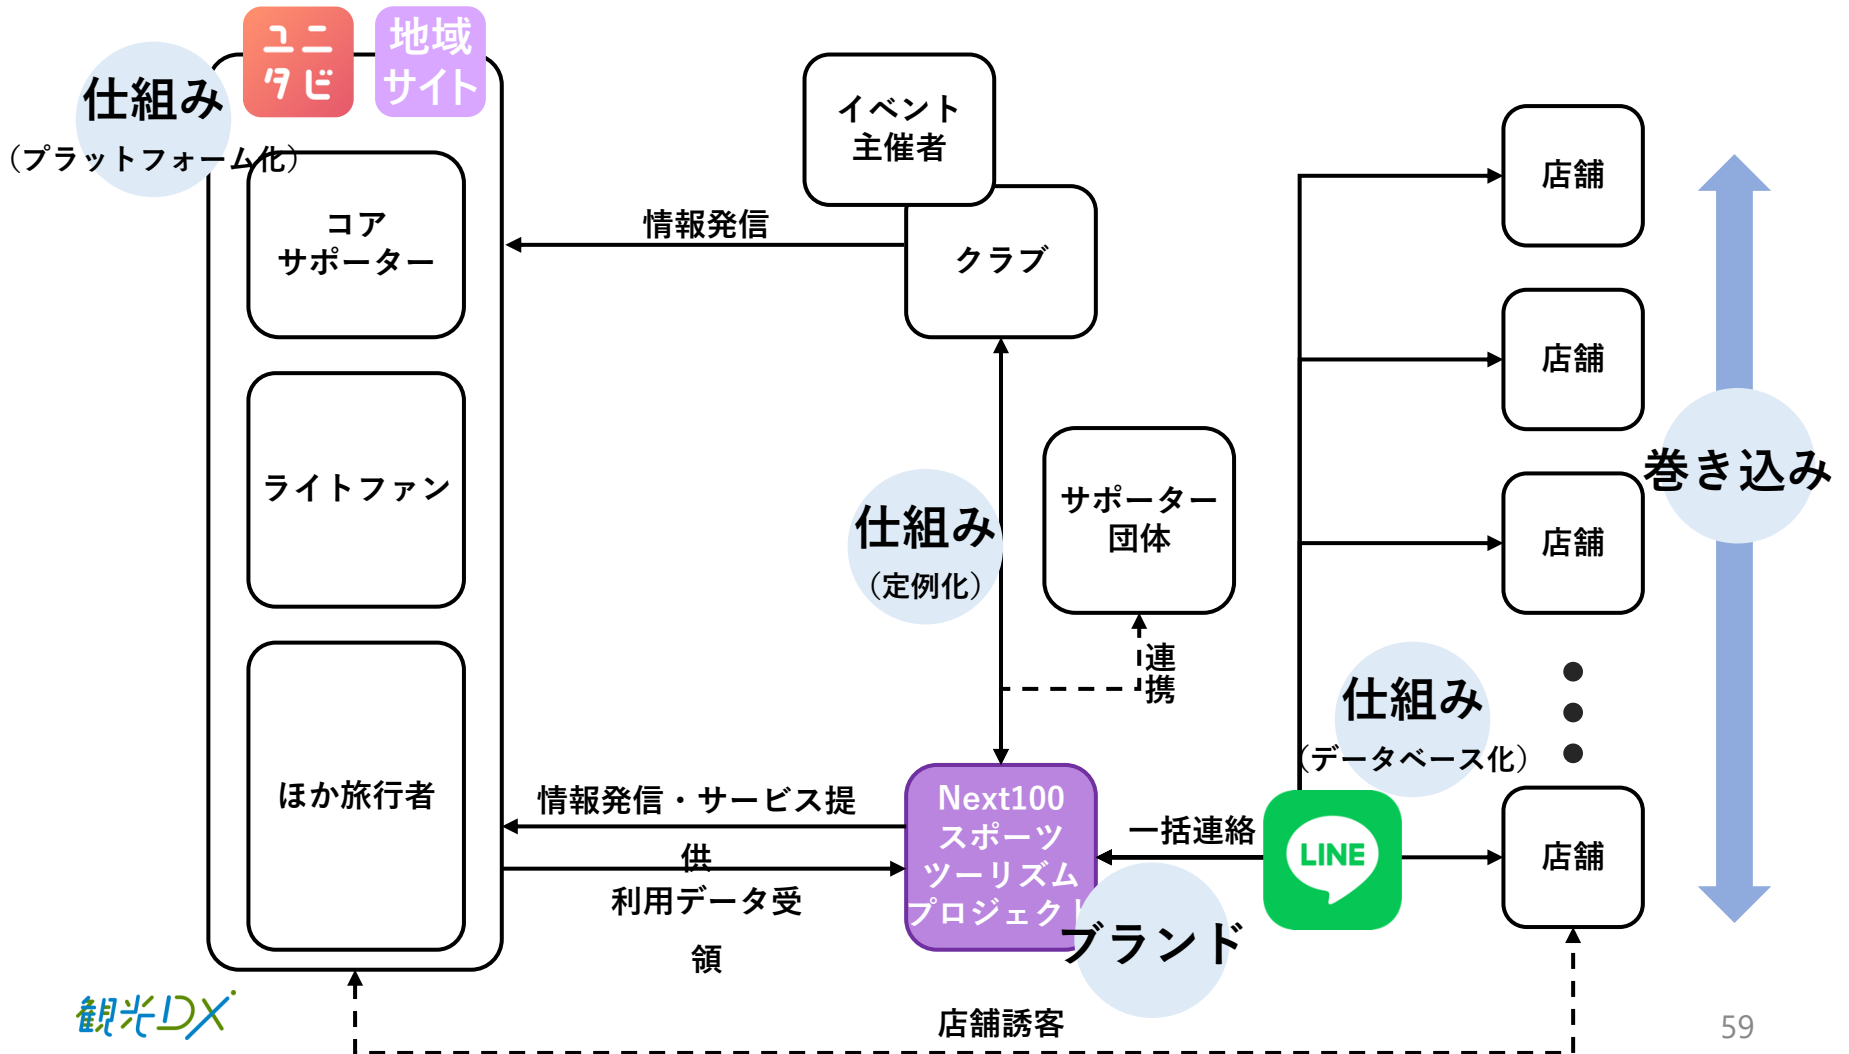 ユニ
タビ
地域
サイト
仕組み
（プラットフォーム化）
コア
サポーター
ライトファン
ほか旅行者
イベント
主催者
クラブ
情報発信
仕組み
（定例化）
サポーター
団体
連
携
情報発信・サービス提
供
利用データ受
領
Next100
スポーツ
ツーリズム
プロジェクト
ブランド
一括連絡
LINE
仕組み
（データベース化）
店舗
店舗
店舗
店舗
巻き込み
店舗誘客
観光DX
59